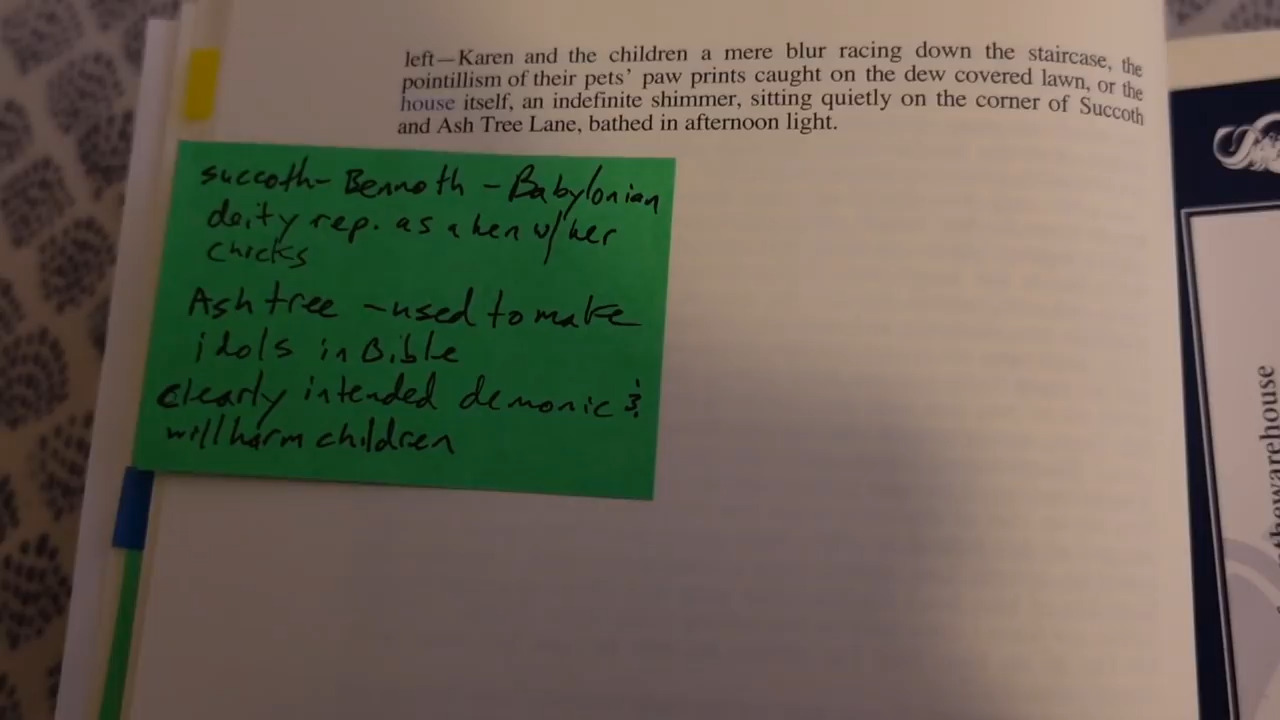 left—Karen and the children a mere blur racing down the staircase, the
pointillism of their pets' paw prints caught on the dew covered lawn, or the
house itself, an indefinite shimmer, sitting quietly on the corner of Succoth
and Ash Tree Lane, bathed in afternoon light.
succoth- Bennoth - Babylonian
deity rep. as a hen w/her
chicks
Ash tree - used to make
idols in Bible
clearly intended demonic &
will harm children